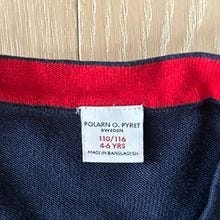 POLARN O. PYRET
SWEDEN
110/116
4-6 YRS
MADE IN BANGLADESH